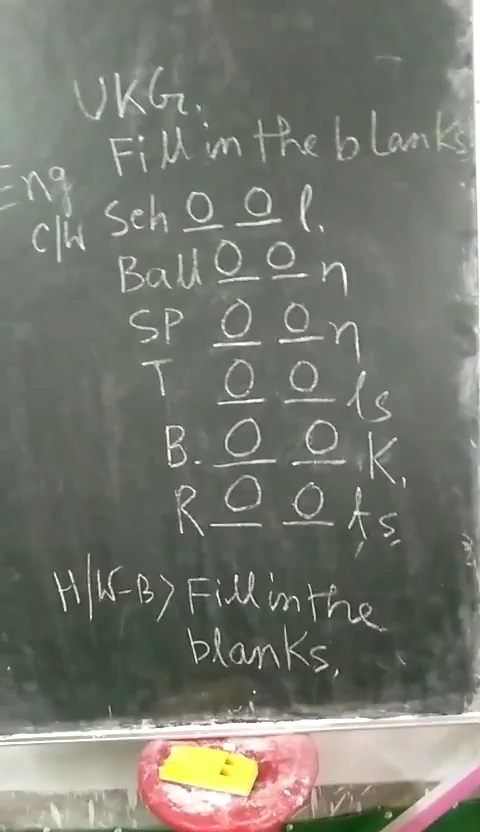 UKG.
Fill in the blanks
Eng
C/W Sch o o l.
Ball o o n
SP o o n
T o o ls
B. o o K.
R o o ts
H/W-B> Fill in the
blanks.